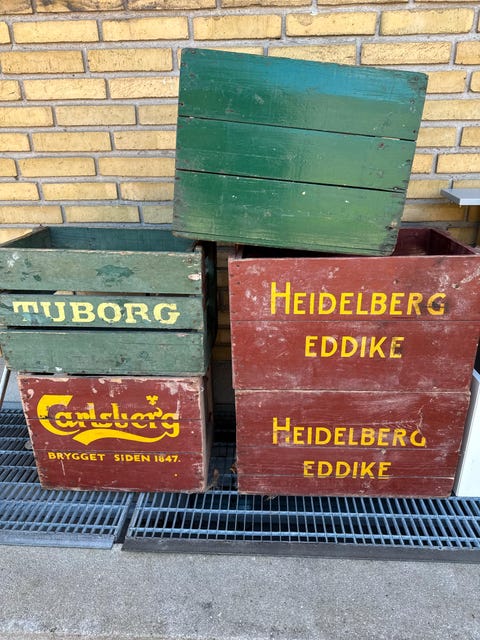 TUBORG
Carlsberg
BRYGGET SIDEN 1847.
HEIDELBERG
EDDIKE
HEIDELBERG
EDDIKE